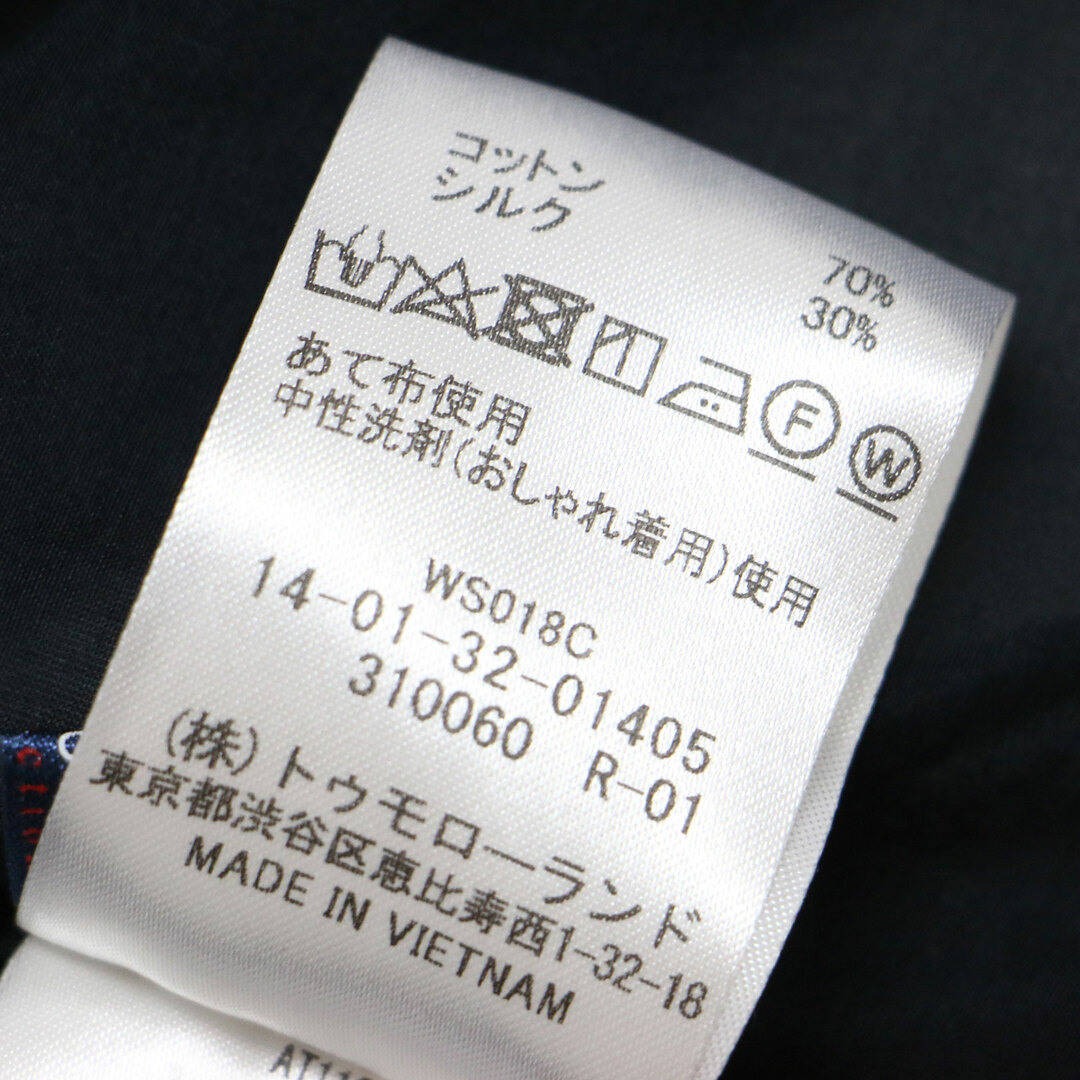 コットン 70%
シルク 30%
F W
あて布使用
中性洗剤(おしゃれ着用)使用
WS018C
14-01-32-01405
310060 R-01
(株)トゥモローランド
東京都渋谷区恵比寿西1-32-18
MADE IN VIETNAM